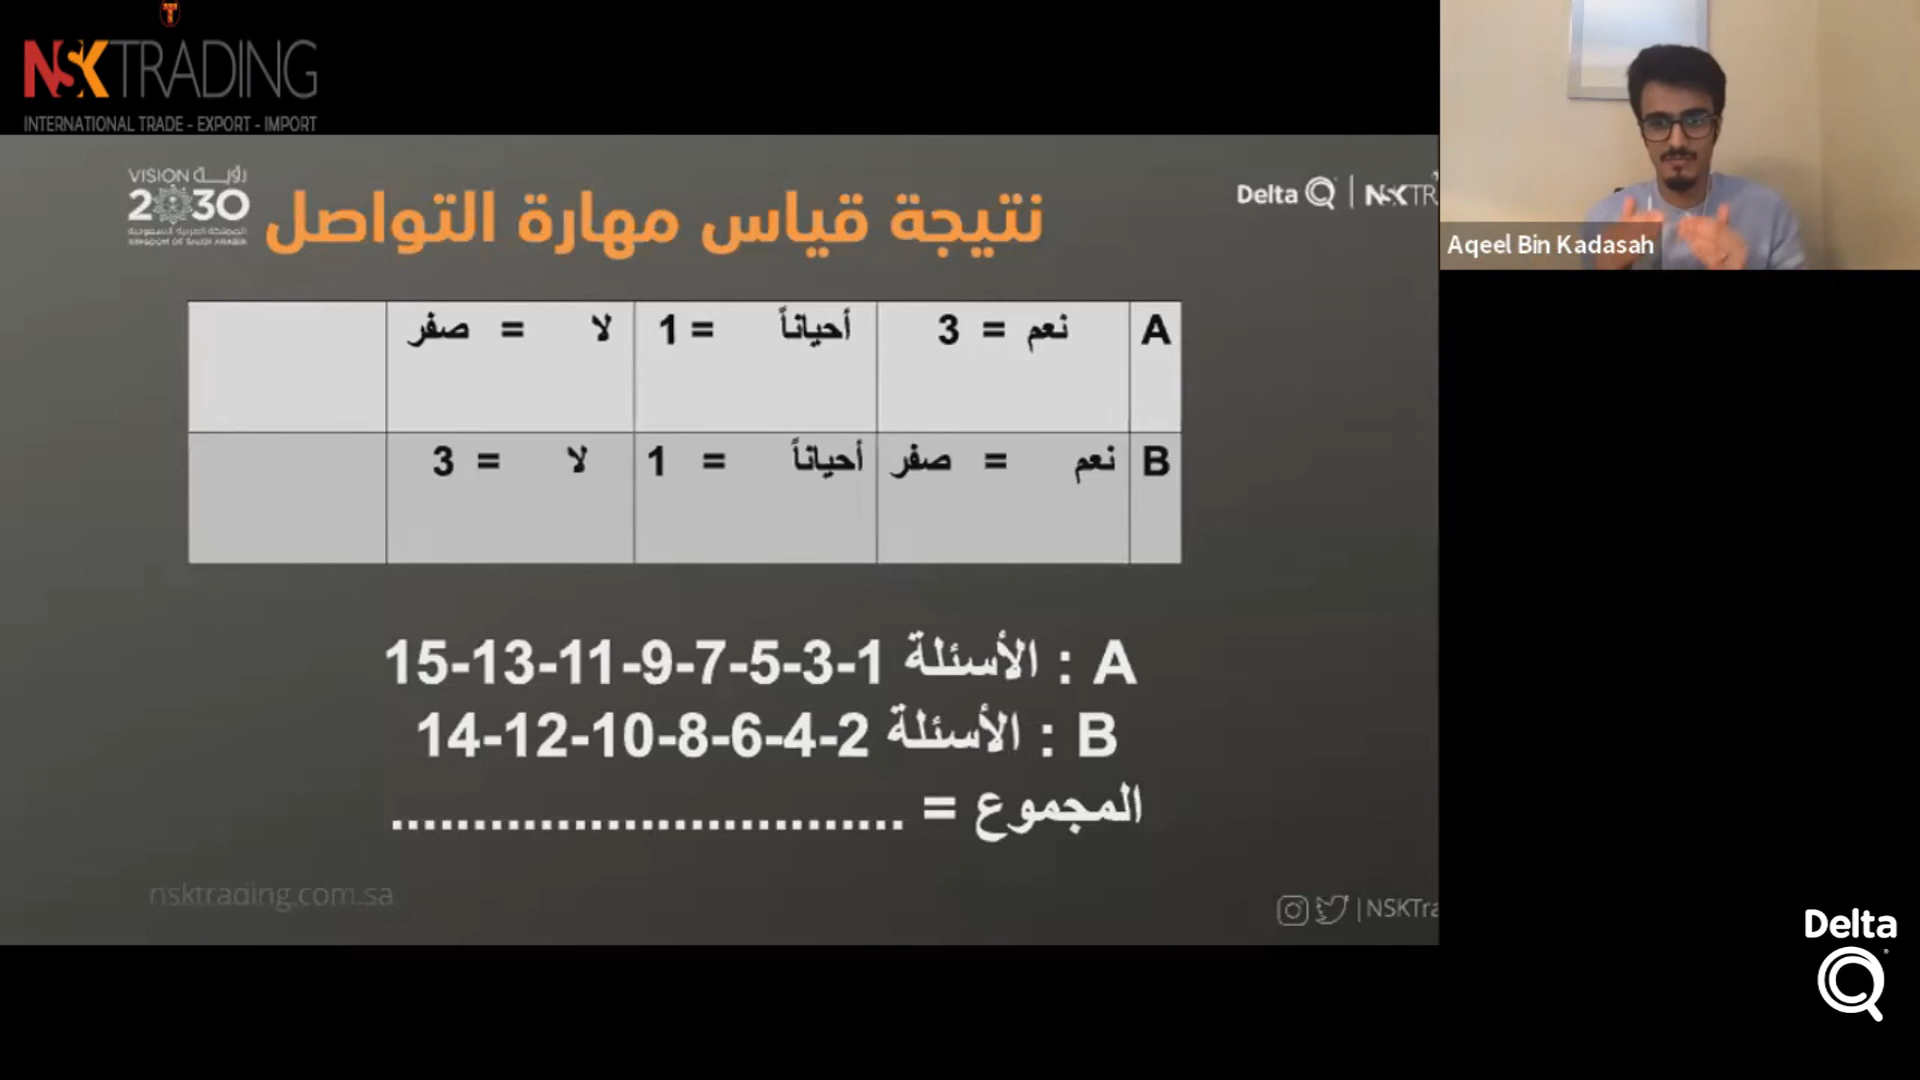 NSKTRADING
INTERNATIONAL TRADE - EXPORT - IMPORT
VISION رؤية
2030
المملكة العربية السعودية
KINGDOM OF SAUDI ARABIA
نتيجة قياس مهارة التواصل
Delta Q | NSKTR
Aqeel Bin Kadasah
A نعم = 3 أحياناً = 1 لا = صفر
B نعم = صفر أحياناً = 1 لا = 3
A : الأسئلة 1-3-5-7-9-11-13-15
B : الأسئلة 2-4-6-8-10-12-14
المجموع = ...............................
nsktrading.com.sa
|NSKTra
Delta
Q